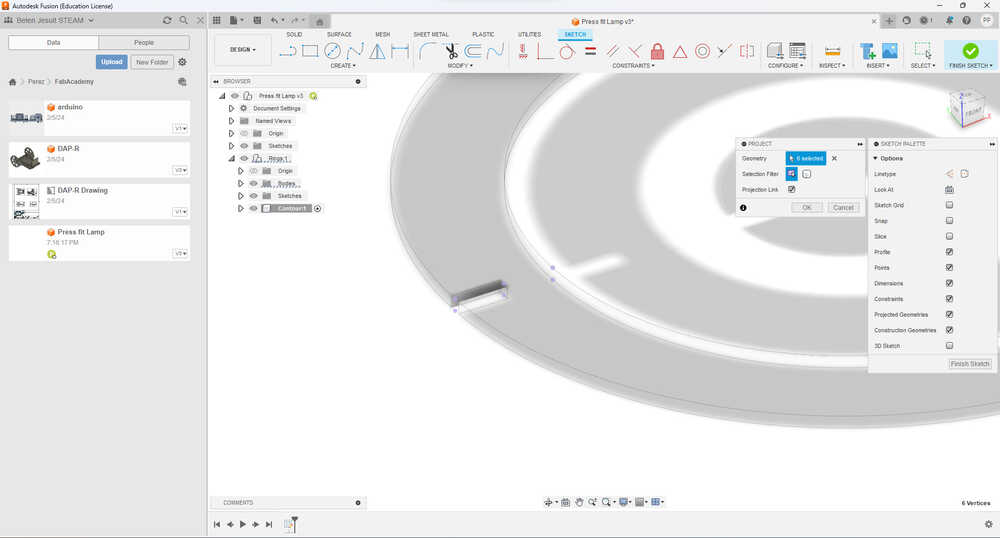 Autodesk Fusion (Education License)
Belen Jesuit STEAM
Press fit Lamp v3*
1
PP
Data
People
Upload
New Folder
Perez
FabAcademy
arduino
2/5/24
V1
DAP-R
2/5/24
V3
DAP-R Drawing
2/5/24
V1
Press fit Lamp
7:16:17 PM
DESIGN
SOLID
SURFACE
MESH
SHEET METAL
PLASTIC
UTILITIES
SKETCH
CREATE
MODIFY
CONSTRAINTS
CONFIGURE
INSPECT
INSERT
SELECT
FINISH SKETCH
BROWSER
Press fit Lamp v3
Document Settings
Named Views
Origin
Sketches
Rings:1
Origin
Bodies
Sketches
Contour:1
Z
FRONT
X
PROJECT
Geometry
6 selected
Selection Filter
Projection Link
OK
Cancel
SKETCH PALETTE
Options
Linetype
Look At
Sketch Grid
Snap
Slice
Profile
Points
Dimensions
Constraints
Projected Geometries
Construction Geometries
3D Sketch
Finish Sketch
COMMENTS
6 Vertices